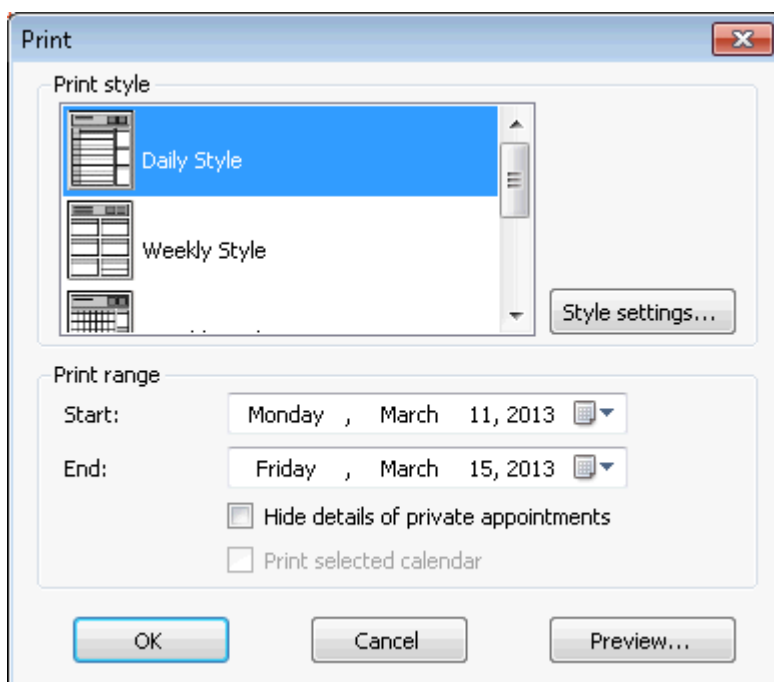 Print
Print style
Daily Style
Weekly Style
Style settings...
Print range
Start: Monday , March 11, 2013
End: Friday , March 15, 2013
Hide details of private appointments
Print selected calendar
OK Cancel Preview...